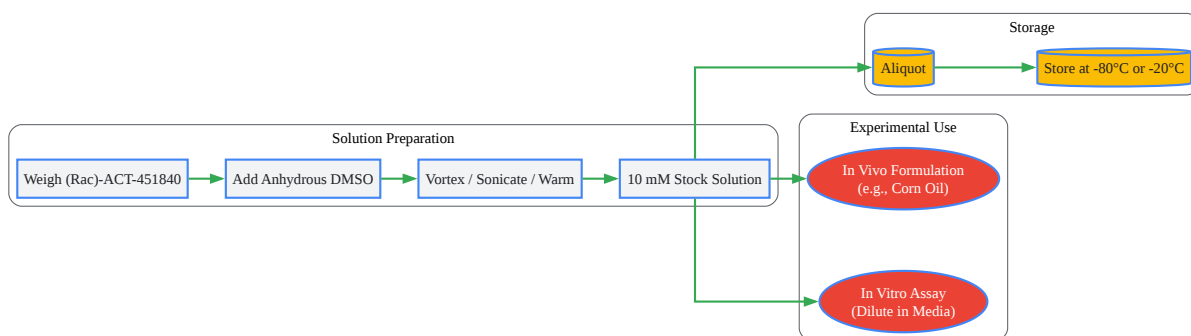 Storage
Aliquot
Store at -80°C or -20°C
Solution Preparation
Weigh (Rac)-ACT-451840
Add Anhydrous DMSO
Vortex / Sonicate / Warm
10 mM Stock Solution
Experimental Use
In Vivo Formulation
(e.g., Corn Oil)
In Vitro Assay
(Dilute in Media)